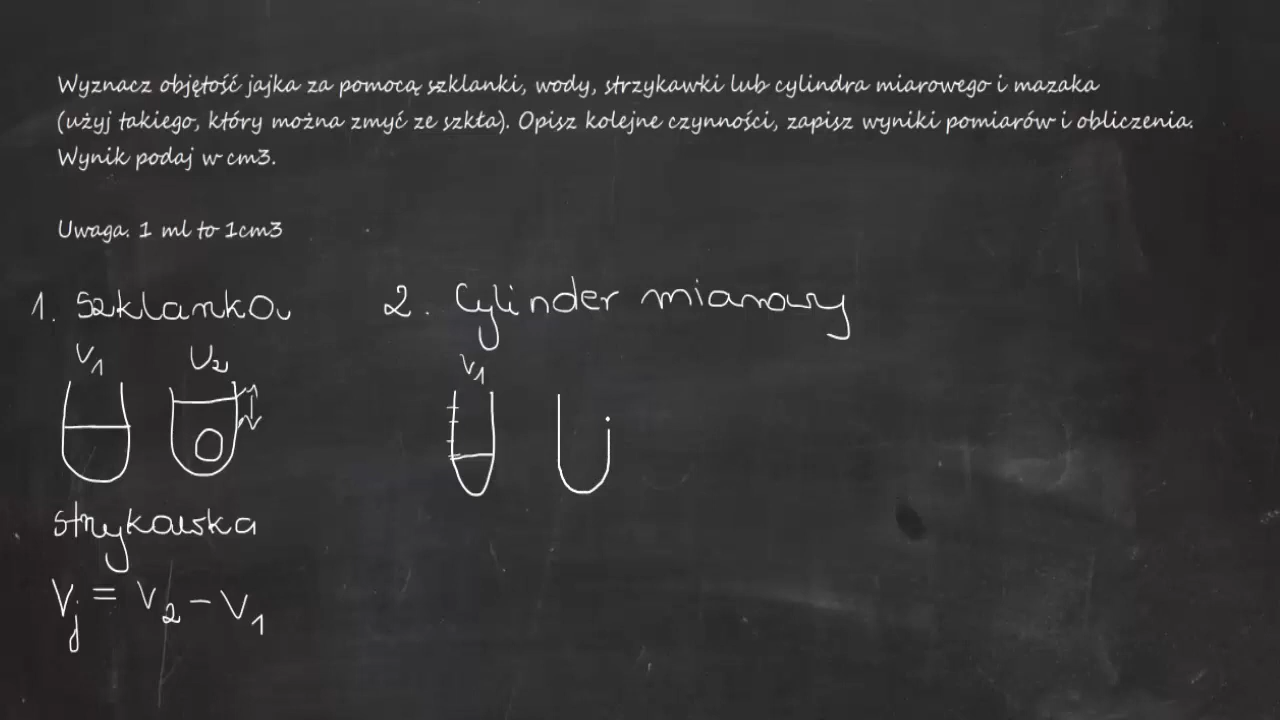 Wyznacz objętość jajka za pomocą szklanki, wody, strzykawki lub cylindra miarowego i mazaka
(użyj takiego, który można zmyć ze szkła). Opisz kolejne czynności, zapisz wyniki pomiarów i obliczenia.
Wynik podaj w cm3.
Uwaga. 1 ml to 1cm3
1. Szklanka
2. Cylinder miarowy
V1
V2
V1
strzykawka
Vj = V2 - V1